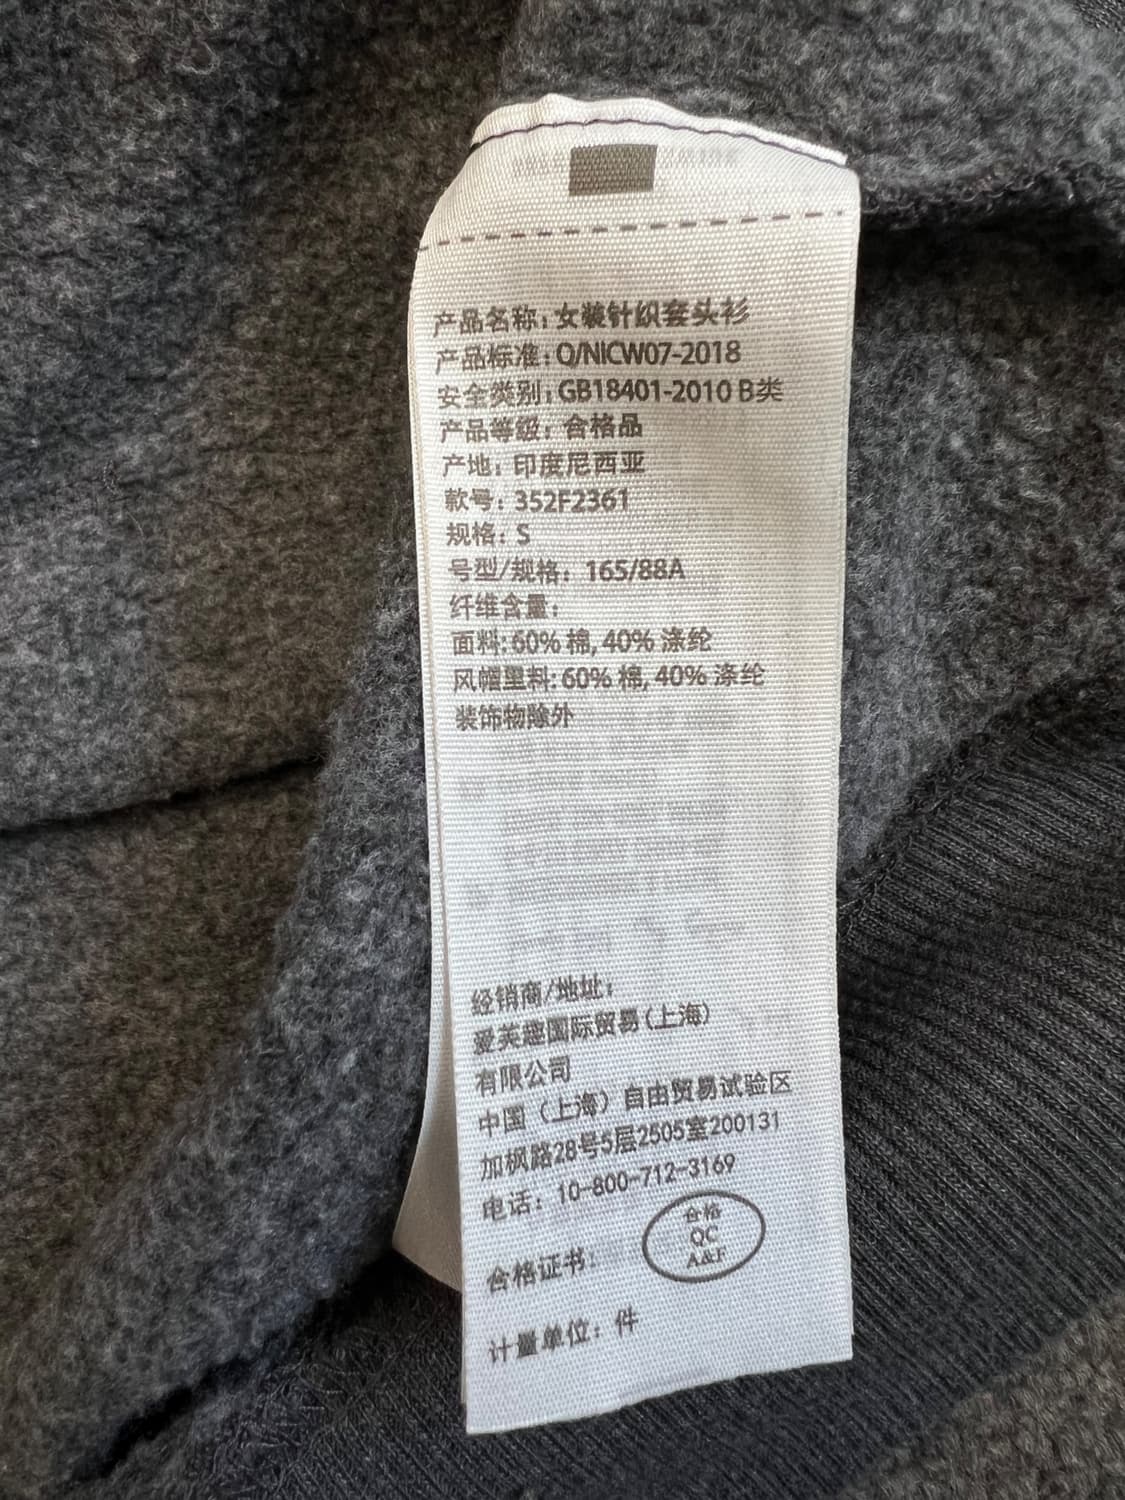 产品名称：女装针织套头衫
产品标准：Q/NICW07-2018
安全类别：GB18401-2010 B类
产品等级：合格品
产地：印度尼西亚
款号：352F2361
规格：S
号型/规格：165/88A
纤维含量：
面料：60% 棉, 40% 涤纶
风帽里料：60% 棉, 40% 涤纶
装饰物除外
经销商/地址：
爱芙趣国际贸易(上海)
有限公司
中国（上海）自由贸易试验区
加枫路28号5层2505室200131
电话：10-800-712-3169
合格
QC
A&F
合格证书：
计量单位：件